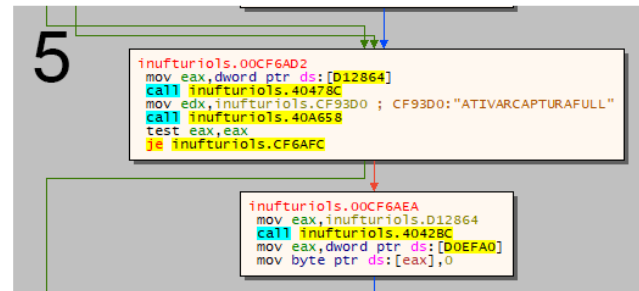 5
inufturiols.00CF6AD2
mov eax,dword ptr ds:[D12864]
call inufturiols.40478C
mov edx,inufturiols.CF93D0 ; CF93D0:"ATIVARCAPTURAFULL"
call inufturiols.40A658
test eax,eax
je inufturiols.CF6AFC
inufturiols.00CF6AEA
mov eax,inufturiols.D12864
call inufturiols.4042BC
mov eax,dword ptr ds:[D0EFA0]
mov byte ptr ds:[eax],0